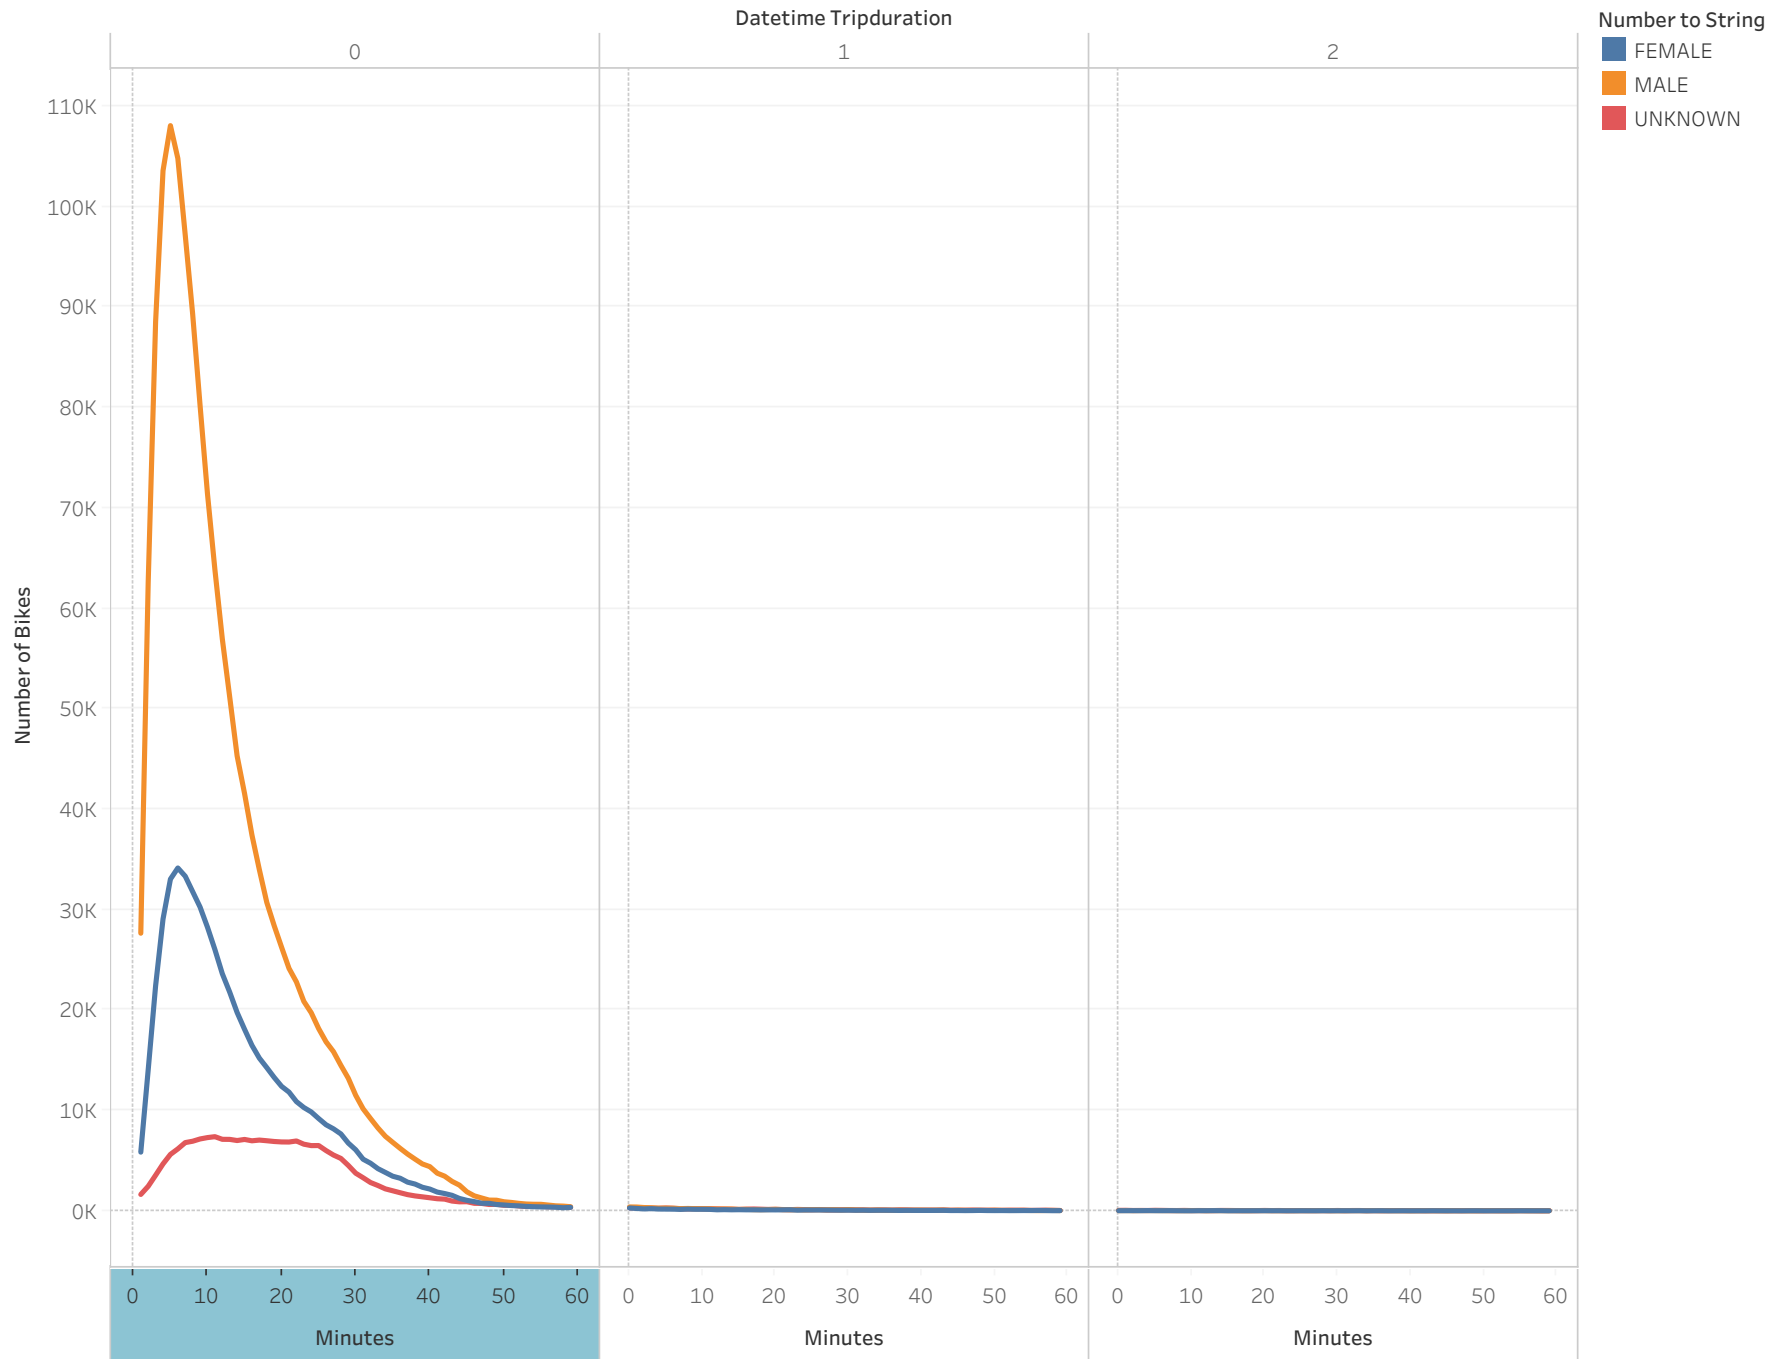 Datetime Tripduration
0 1 2
Number to String
FEMALE
MALE
UNKNOWN
110K
100K
90K
80K
70K
60K
50K
40K
30K
20K
10K
0K
Number of Bikes
0 10 20 30 40 50 60 0 10 20 30 40 50 60 0 10 20 30 40 50 60
Minutes Minutes Minutes